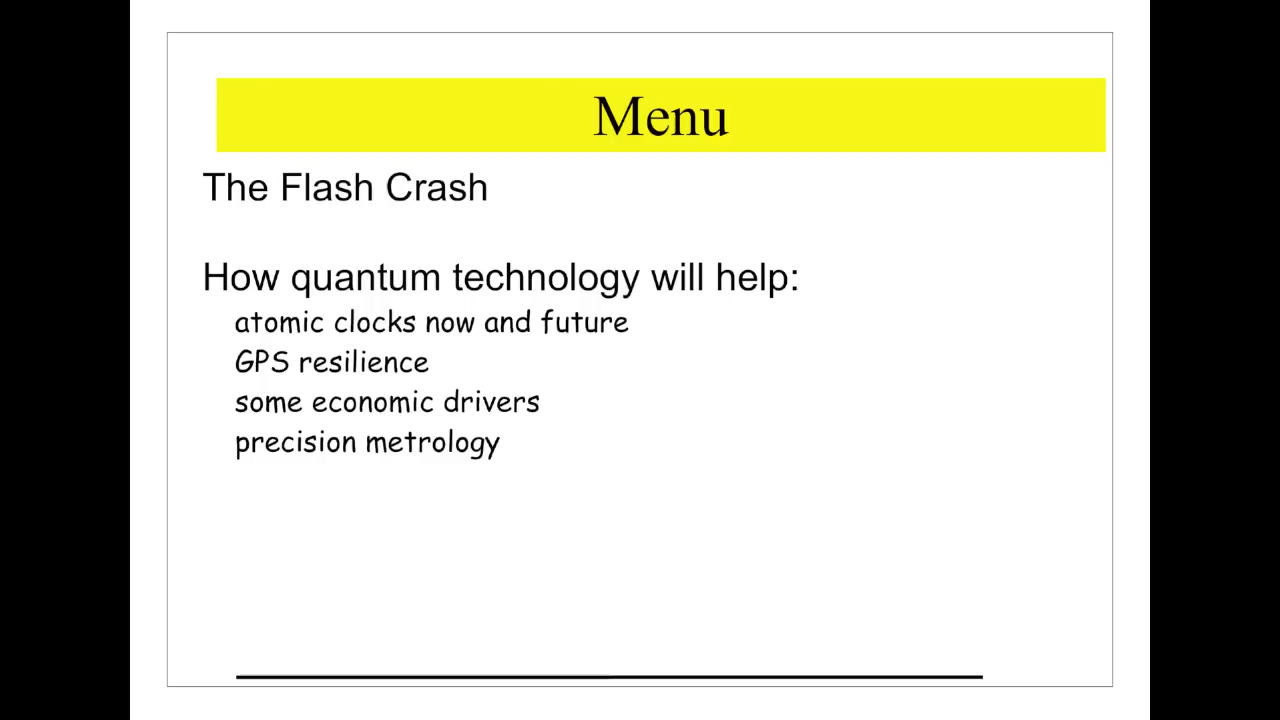 Menu
The Flash Crash
How quantum technology will help:
atomic clocks now and future
GPS resilience
some economic drivers
precision metrology